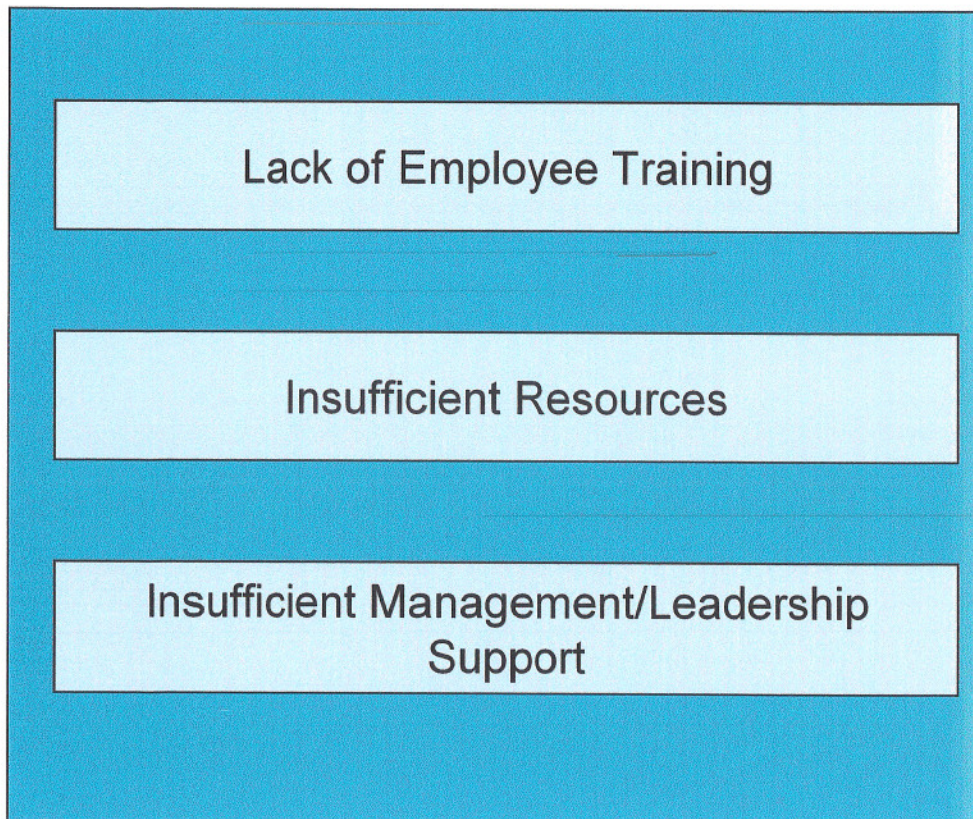 Lack of Employee Training
Insufficient Resources
Insufficient Management/Leadership
Support